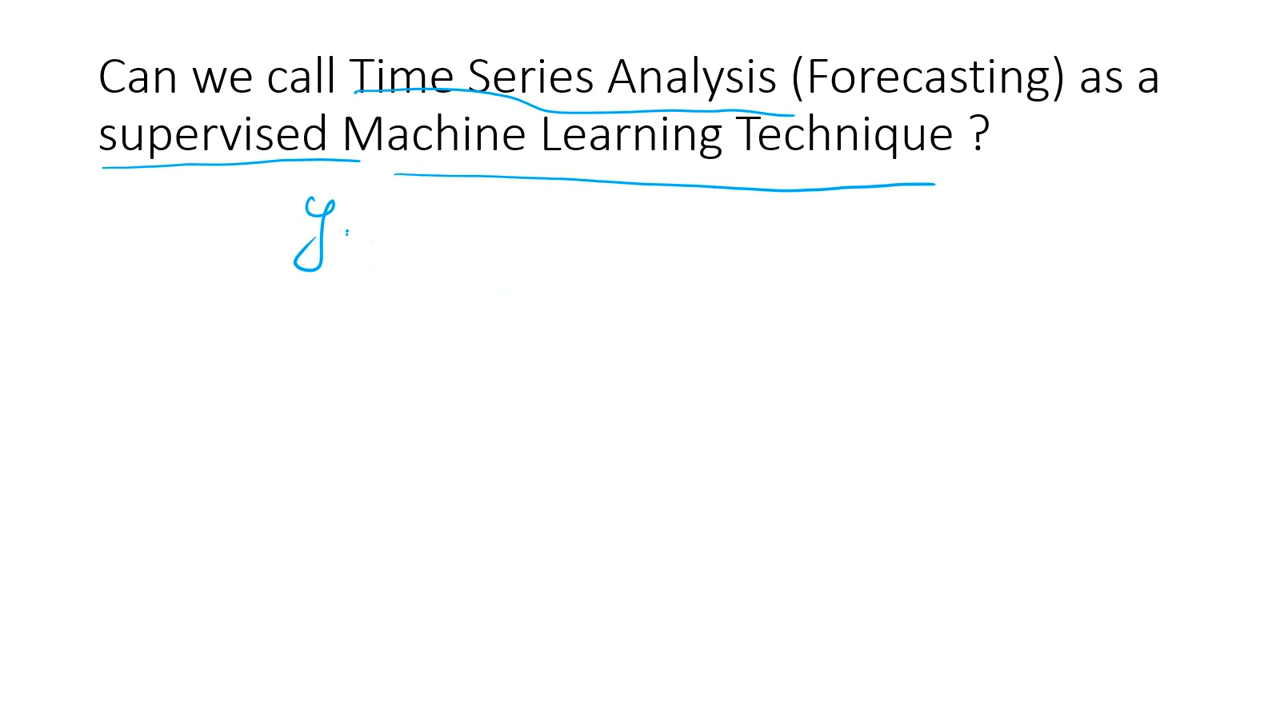 Can we call Time Series Analysis (Forecasting) as a
supervised Machine Learning Technique ?
y.